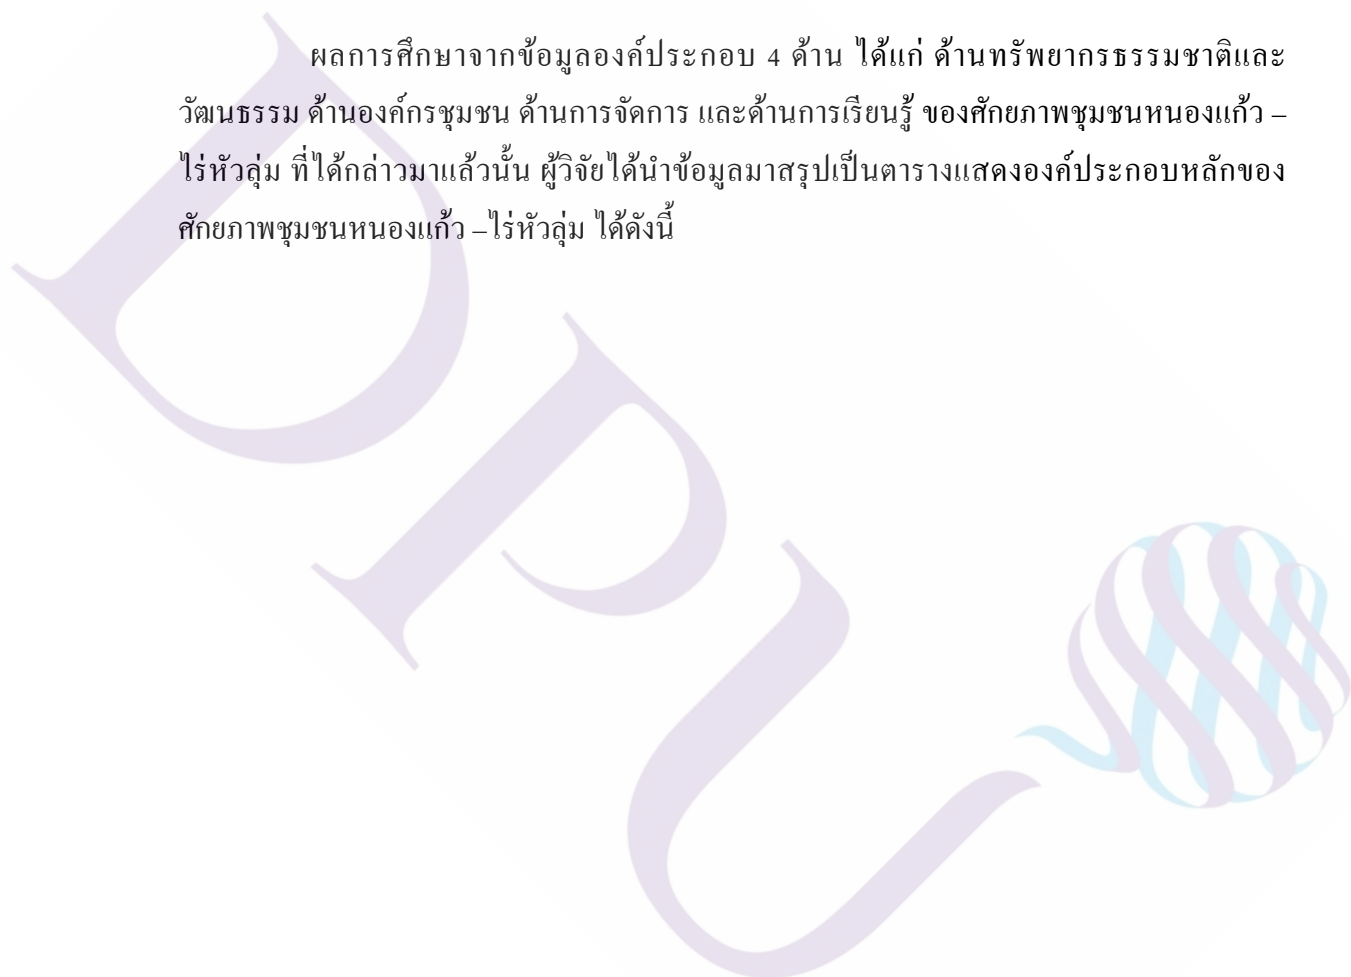 ผลการศึกษาจากข้อมูลองค์ประกอบ 4 ด้าน ได้แก่ ด้านทรัพยากรธรรมชาติและ
วัฒนธรรม ด้านองค์กรชุมชน ด้านการจัดการ และด้านการเรียนรู้ ของศักยภาพชุมชนหนองแก้ว –
ไร่หัวลุ่ม ที่ได้กล่าวมาแล้วนั้น ผู้วิจัยได้นำข้อมูลมาสรุปเป็นตารางแสดงองค์ประกอบหลักของ
ศักยภาพชุมชนหนองแก้ว –ไร่หัวลุ่ม ได้ดังนี้
DPU